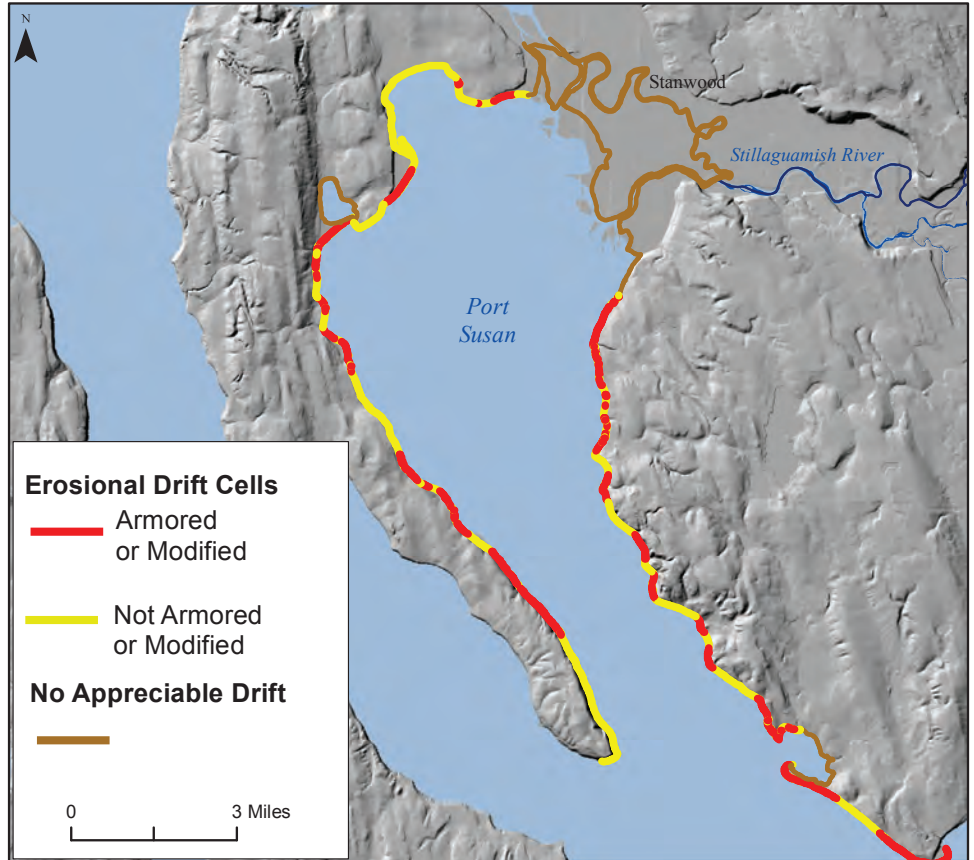 N
Stanwood
Stillaguamish River
Port
Susan
Erosional Drift Cells
Armored
or Modified
Not Armored
or Modified
No Appreciable Drift
0
3 Miles